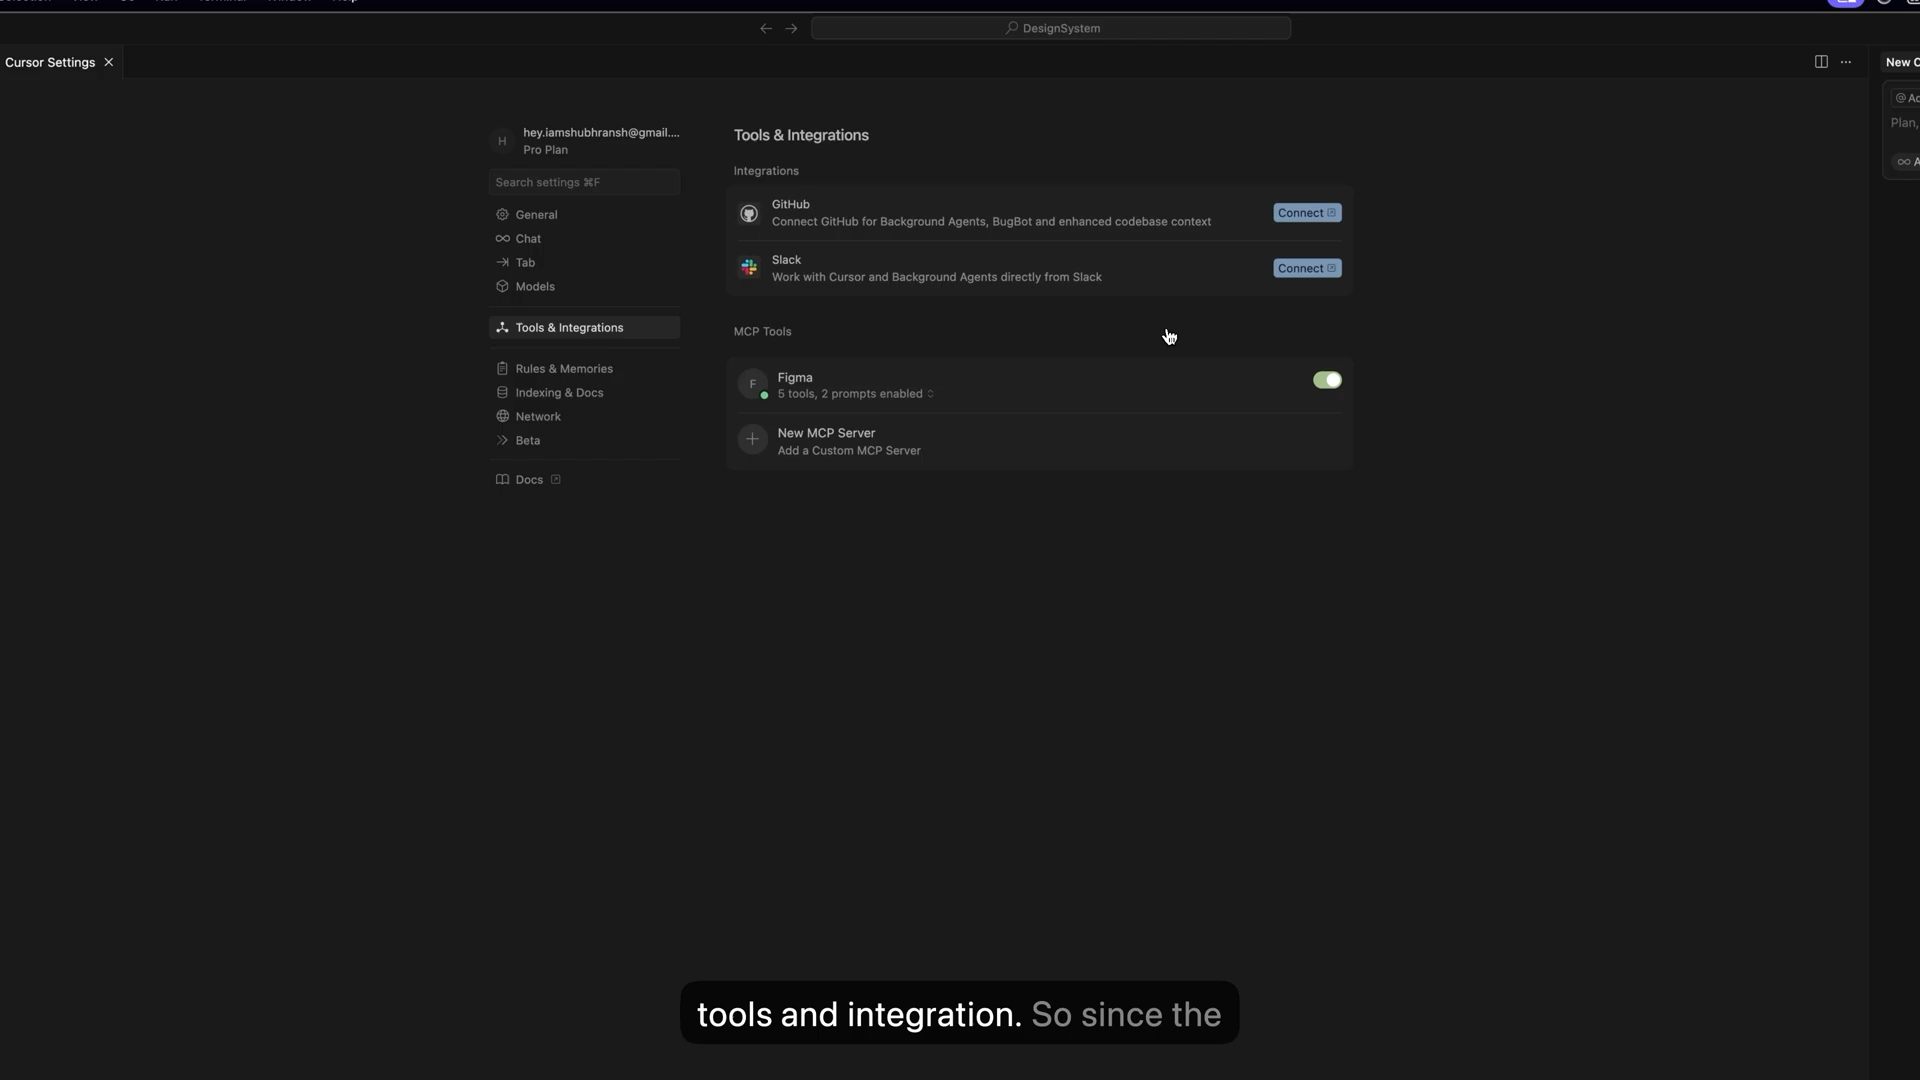 DesignSystem
Cursor Settings
New C
H
hey.iamshubhransh@gmail....
Pro Plan
Search settings ⌘F
General
Chat
Tab
Models
Tools & Integrations
Rules & Memories
Indexing & Docs
Network
Beta
Docs
Tools & Integrations
Integrations
GitHub
Connect GitHub for Background Agents, BugBot and enhanced codebase context
Connect
Slack
Work with Cursor and Background Agents directly from Slack
Connect
MCP Tools
F
Figma
5 tools, 2 prompts enabled
New MCP Server
Add a Custom MCP Server
Plan,
tools and integration. So since the